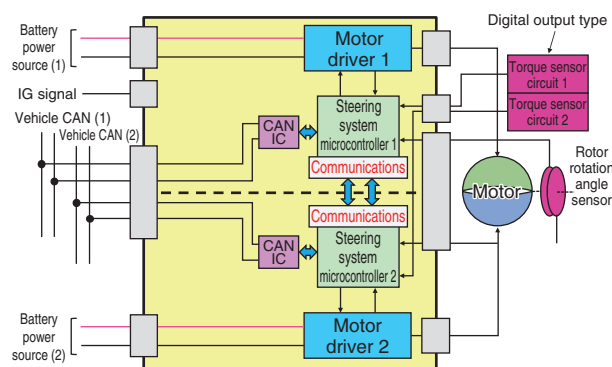 Digital output type
Battery
power
source (1)
Motor
driver 1
Torque sensor
circuit 1
Torque sensor
circuit 2
IG signal
Vehicle CAN (1)
Vehicle CAN (2)
CAN
IC
Steering
system
microcontroller 1
Communications
Communications
Steering
system
microcontroller 2
CAN
IC
Motor
Rotor
rotation
angle
sensor
Battery
power
source (2)
Motor
driver 2